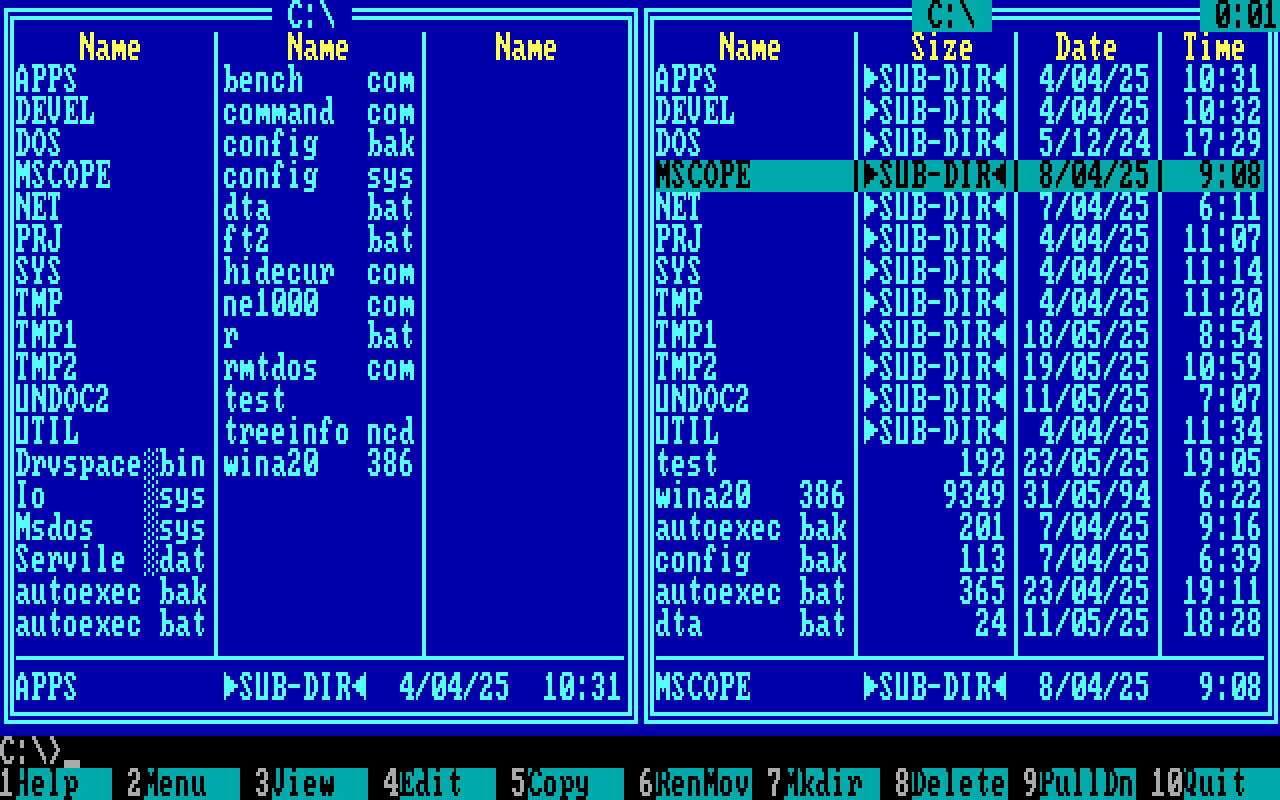 C:\ C:\ 0:01
Name Name Name Name Size Date Time
APPS bench com APPS ►SUB-DIR◄ 4/04/25 10:31
DEVEL command com DEVEL ►SUB-DIR◄ 4/04/25 10:32
DOS config bak DOS ►SUB-DIR◄ 5/12/24 17:29
MSCOPE config sys MSCOPE ►SUB-DIR◄ 8/04/25 9:08
NET dta bat NET ►SUB-DIR◄ 7/04/25 6:11
PRJ ft2 bat PRJ ►SUB-DIR◄ 4/04/25 11:07
SYS hidecur com SYS ►SUB-DIR◄ 4/04/25 11:14
TMP ne1000 com TMP ►SUB-DIR◄ 4/04/25 11:20
TMP1 r bat TMP1 ►SUB-DIR◄ 18/05/25 8:54
TMP2 rmtdos com TMP2 ►SUB-DIR◄ 19/05/25 10:59
UNDOC2 test UNDOC2 ►SUB-DIR◄ 11/05/25 7:07
UTIL treeinfo ncd UTIL ►SUB-DIR◄ 4/04/25 11:34
Drvspace░bin wina20 386 test 192 23/05/25 19:05
Io ░sys wina20 386 9349 31/05/94 6:22
Msdos ░sys autoexec bak 201 7/04/25 9:16
Servile ░dat config bak 113 7/04/25 6:39
autoexec bak autoexec bat 365 23/04/25 19:11
autoexec bat dta bat 24 11/05/25 18:28
APPS ►SUB-DIR◄ 4/04/25 10:31 MSCOPE ►SUB-DIR◄ 8/04/25 9:08
C:\>_
1Help 2Menu 3View 4Edit 5Copy 6RenMov 7Mkdir 8Delete 9PullDn 10Quit